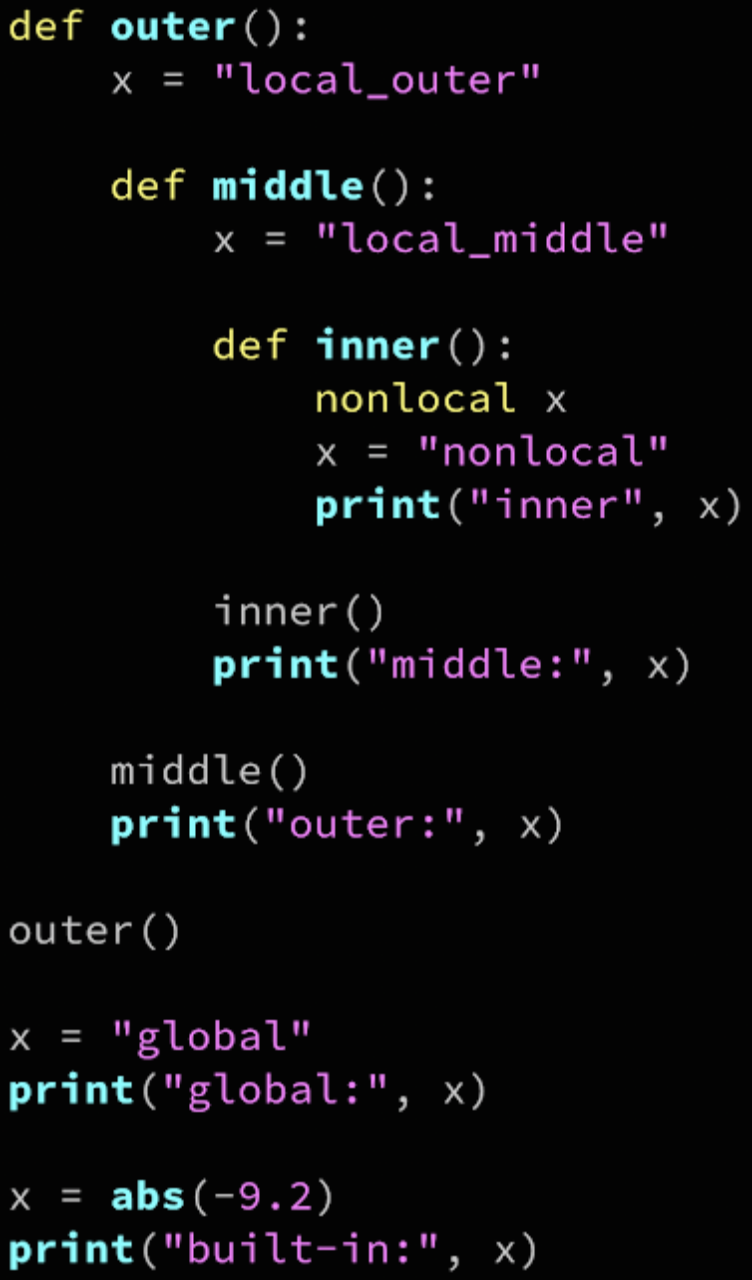 def outer():
    x = "local_outer"

    def middle():
        x = "local_middle"

        def inner():
            nonlocal x
            x = "nonlocal"
            print("inner", x)

        inner()
        print("middle:", x)

    middle()
    print("outer:", x)

outer()

x = "global"
print("global:", x)

x = abs(-9.2)
print("built-in:", x)